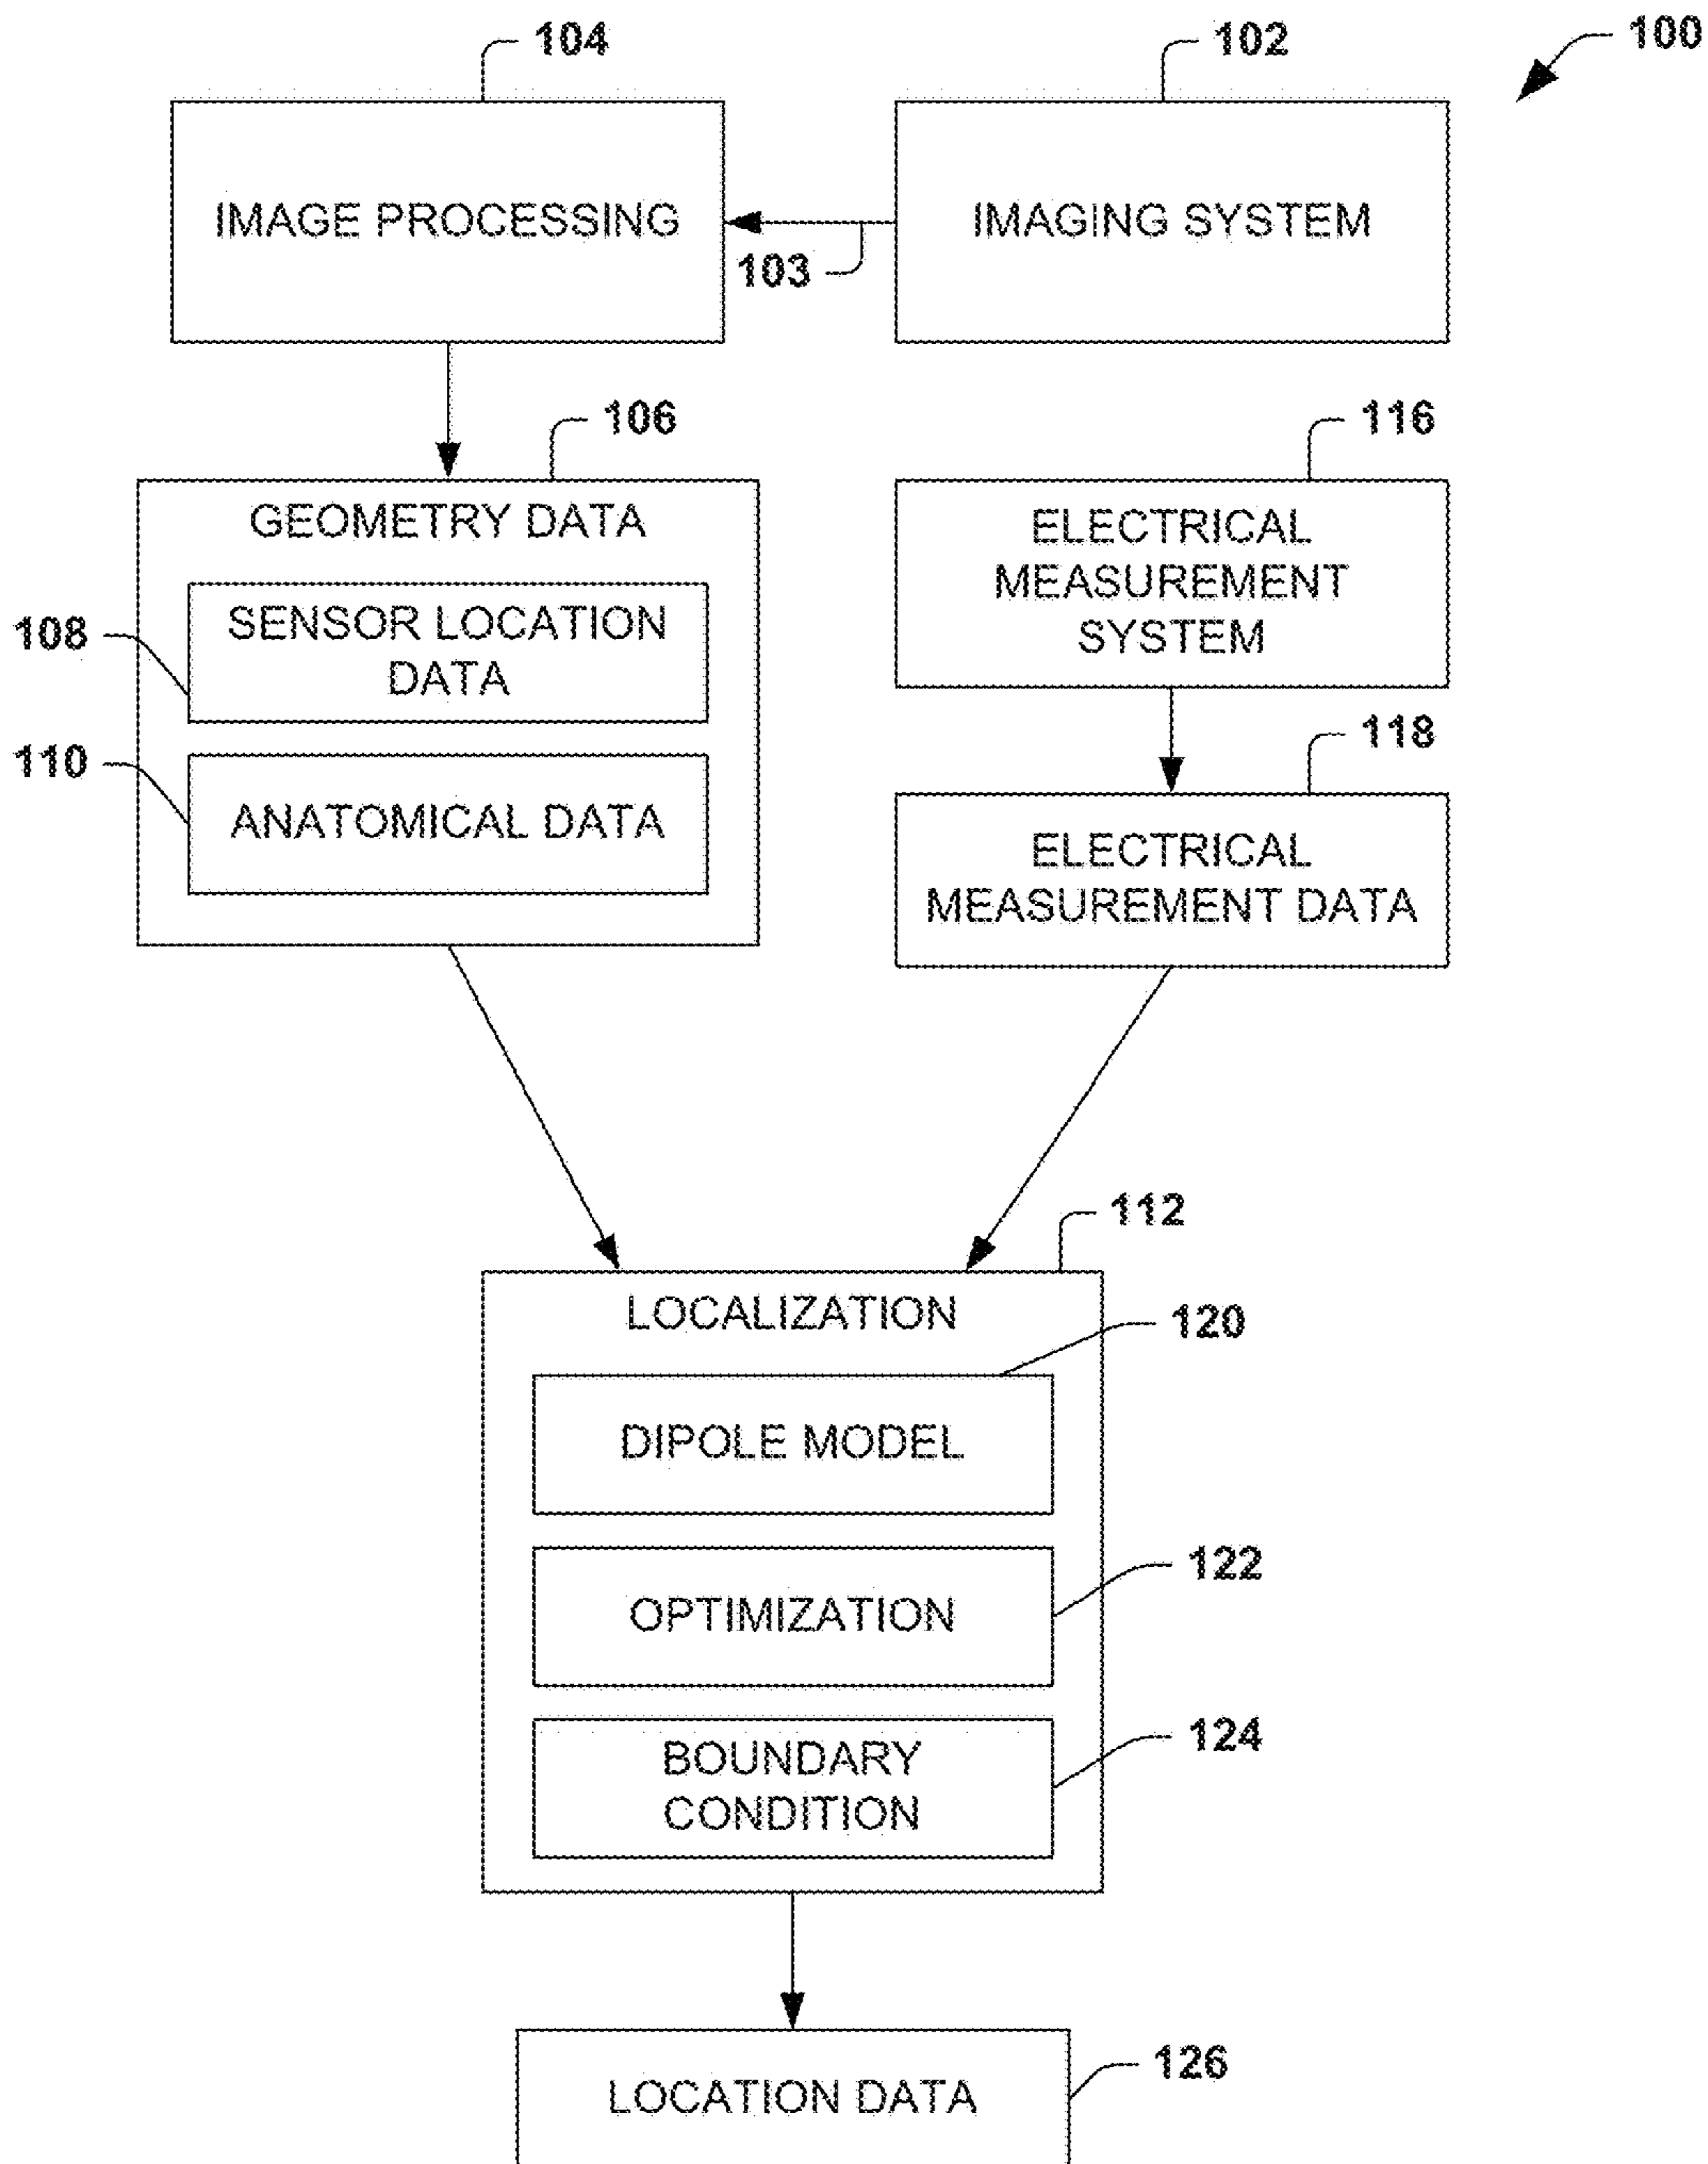 104
102
100
IMAGE PROCESSING
IMAGING SYSTEM
103
106
116
GEOMETRY DATA
SENSOR LOCATION
DATA
108
110
ANATOMICAL DATA
ELECTRICAL
MEASUREMENT
SYSTEM
118
ELECTRICAL
MEASUREMENT DATA
112
LOCALIZATION
120
DIPOLE MODEL
122
OPTIMIZATION
124
BOUNDARY
CONDITION
126
LOCATION DATA